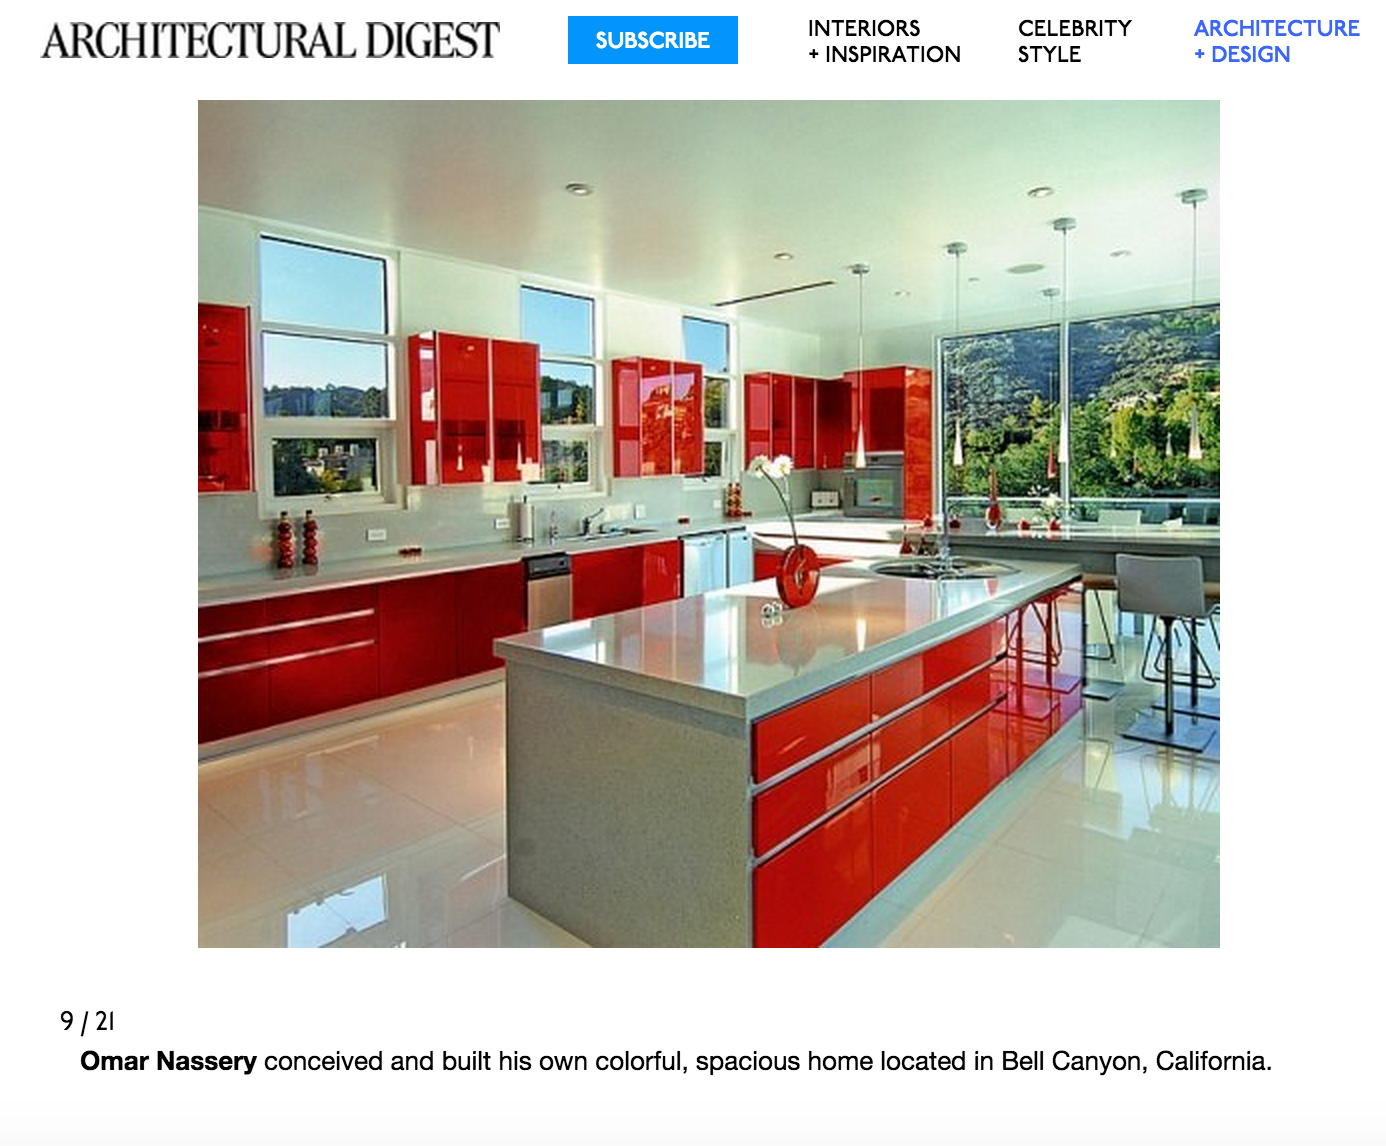 ARCHITECTURAL DIGEST
SUBSCRIBE
INTERIORS
+ INSPIRATION
CELEBRITY
STYLE
ARCHITECTURE
+ DESIGN
9 / 21
Omar Nassery conceived and built his own colorful, spacious home located in Bell Canyon, California.